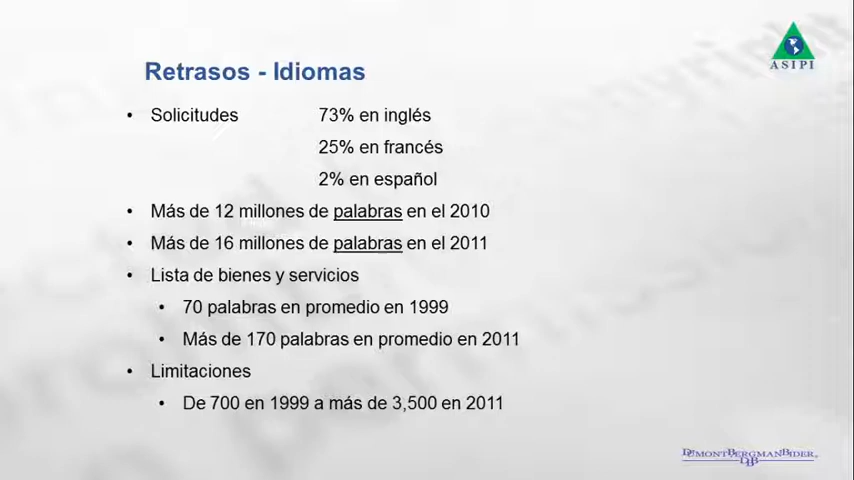 ASIPI
Retrasos - Idiomas
• Solicitudes 73% en inglés
25% en francés
2% en español
• Más de 12 millones de palabras en el 2010
• Más de 16 millones de palabras en el 2011
• Lista de bienes y servicios
• 70 palabras en promedio en 1999
• Más de 170 palabras en promedio en 2011
• Limitaciones
• De 700 en 1999 a más de 3,500 en 2011
DUMONTBERGMANBIDER